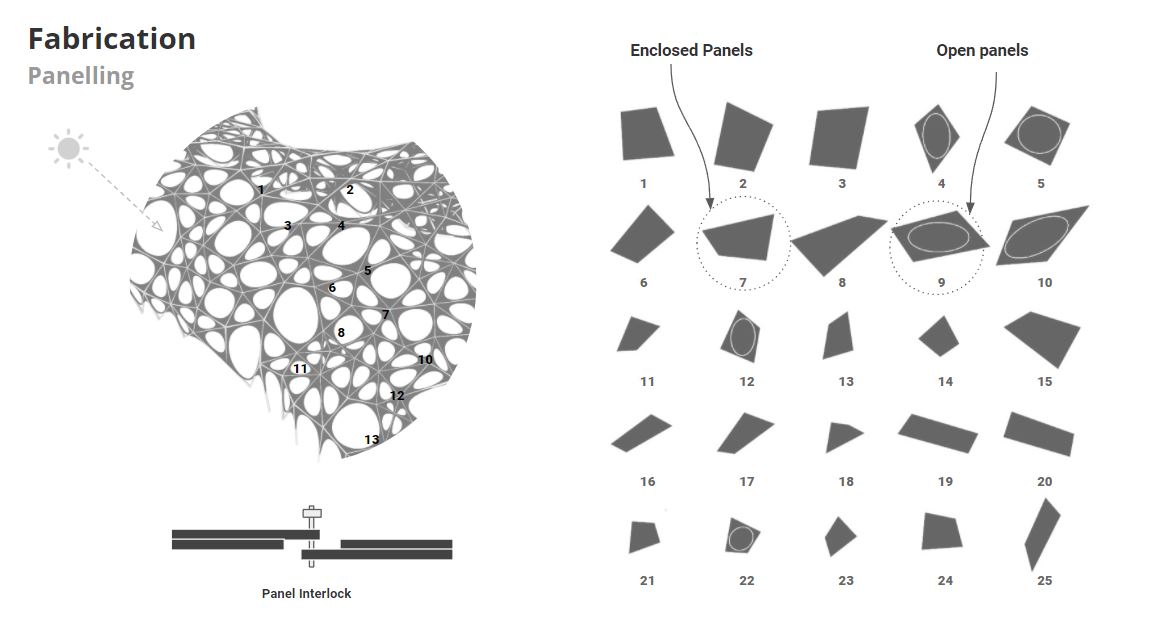 Fabrication
Panelling
Enclosed Panels
Open panels
1
2
3
4
5
6
7
8
10
11
12
13
Panel Interlock
1 2 3 4 5
6 7 8 9 10
11 12 13 14 15
16 17 18 19 20
21 22 23 24 25